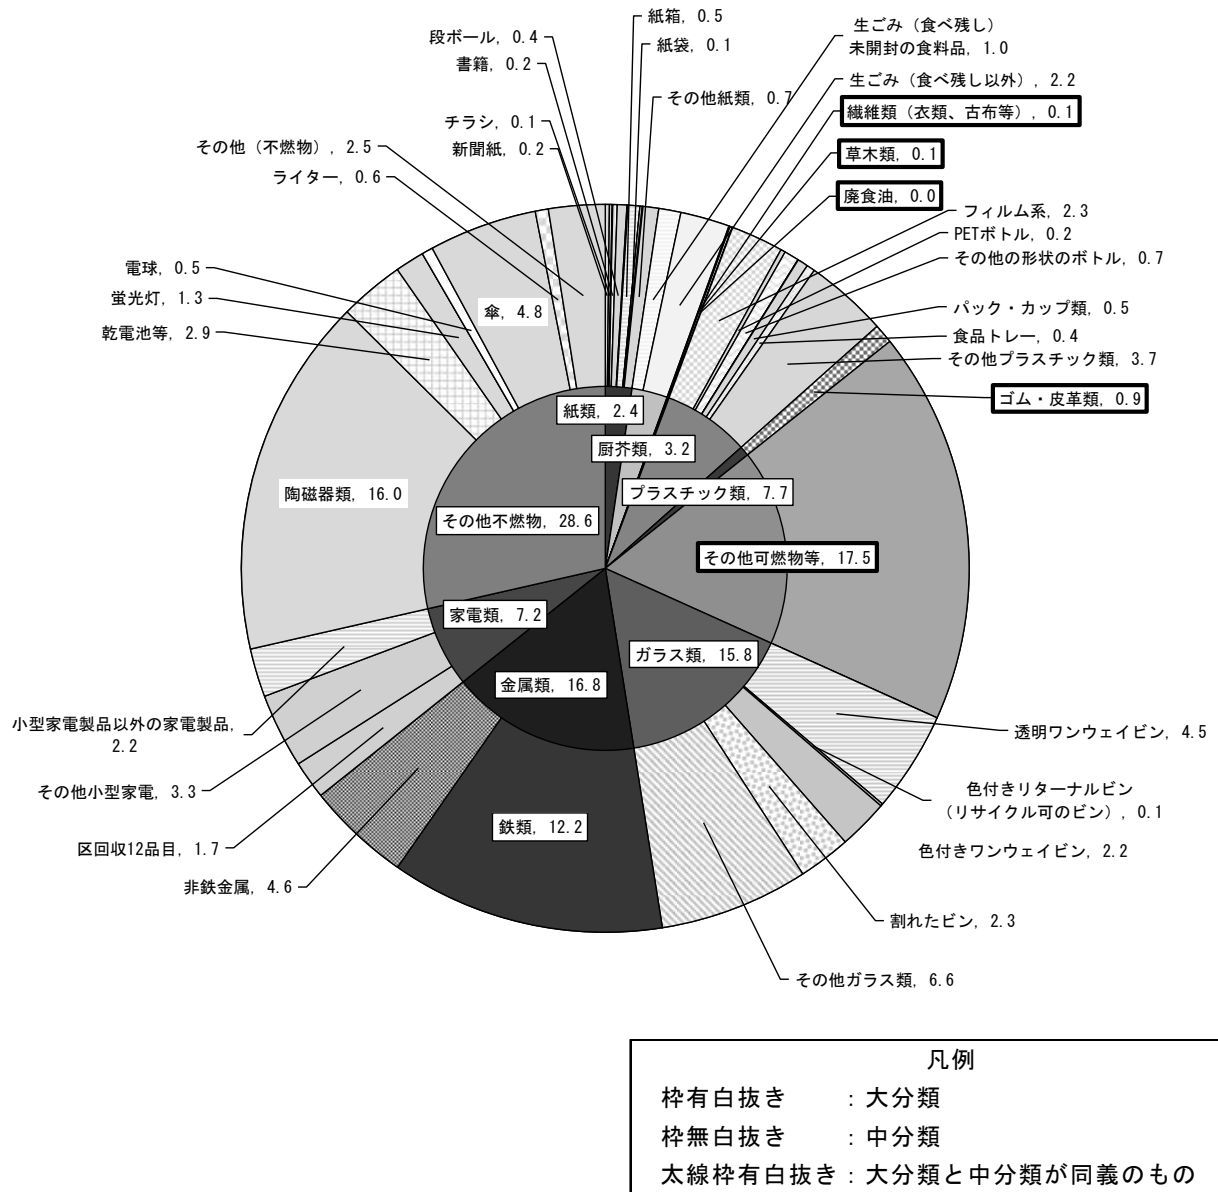 紙箱, 0.5
紙袋, 0.1
その他紙類, 0.7
段ボール, 0.4
書籍, 0.2
チラシ, 0.1
新聞紙, 0.2
生ごみ（食べ残し）
未開封の食料品, 1.0
生ごみ（食べ残し以外）, 2.2
繊維類（衣類、古布等）, 0.1
草木類, 0.1
廃食油, 0.0
フィルム系, 2.3
PETボトル, 0.2
その他の形状のボトル, 0.7
パック・カップ類, 0.5
食品トレー, 0.4
その他プラスチック類, 3.7
ゴム・皮革類, 0.9
その他（不燃物）, 2.5
ライター, 0.6
電球, 0.5
蛍光灯, 1.3
乾電池等, 2.9
傘, 4.8
陶磁器類, 16.0
紙類, 2.4
厨芥類, 3.2
プラスチック類, 7.7
その他不燃物, 28.6
その他可燃物等, 17.5
家電類, 7.2
ガラス類, 15.8
金属類, 16.8
鉄類, 12.2
小型家電製品以外の家電製品,
2.2
その他小型家電, 3.3
区回収12品目, 1.7
非鉄金属, 4.6
透明ワンウェイビン, 4.5
色付きリターナルビン
（リサイクル可のビン）, 0.1
色付きワンウェイビン, 2.2
割れたビン, 2.3
その他ガラス類, 6.6
凡例
枠有白抜き　　：大分類
枠無白抜き　　：中分類
太線枠有白抜き：大分類と中分類が同義のもの